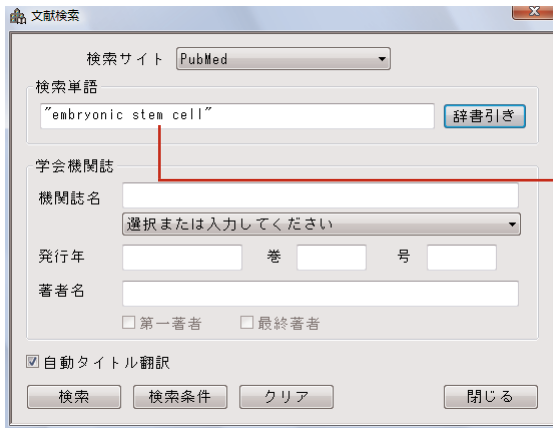 文献検索
検索サイト PubMed
検索単語
"embryonic stem cell" 辞書引き
学会機関誌
機関誌名
選択または入力してください
発行年 巻 号
著者名
第一著者 最終著者
自動タイトル翻訳
検索 検索条件 クリア 閉じる